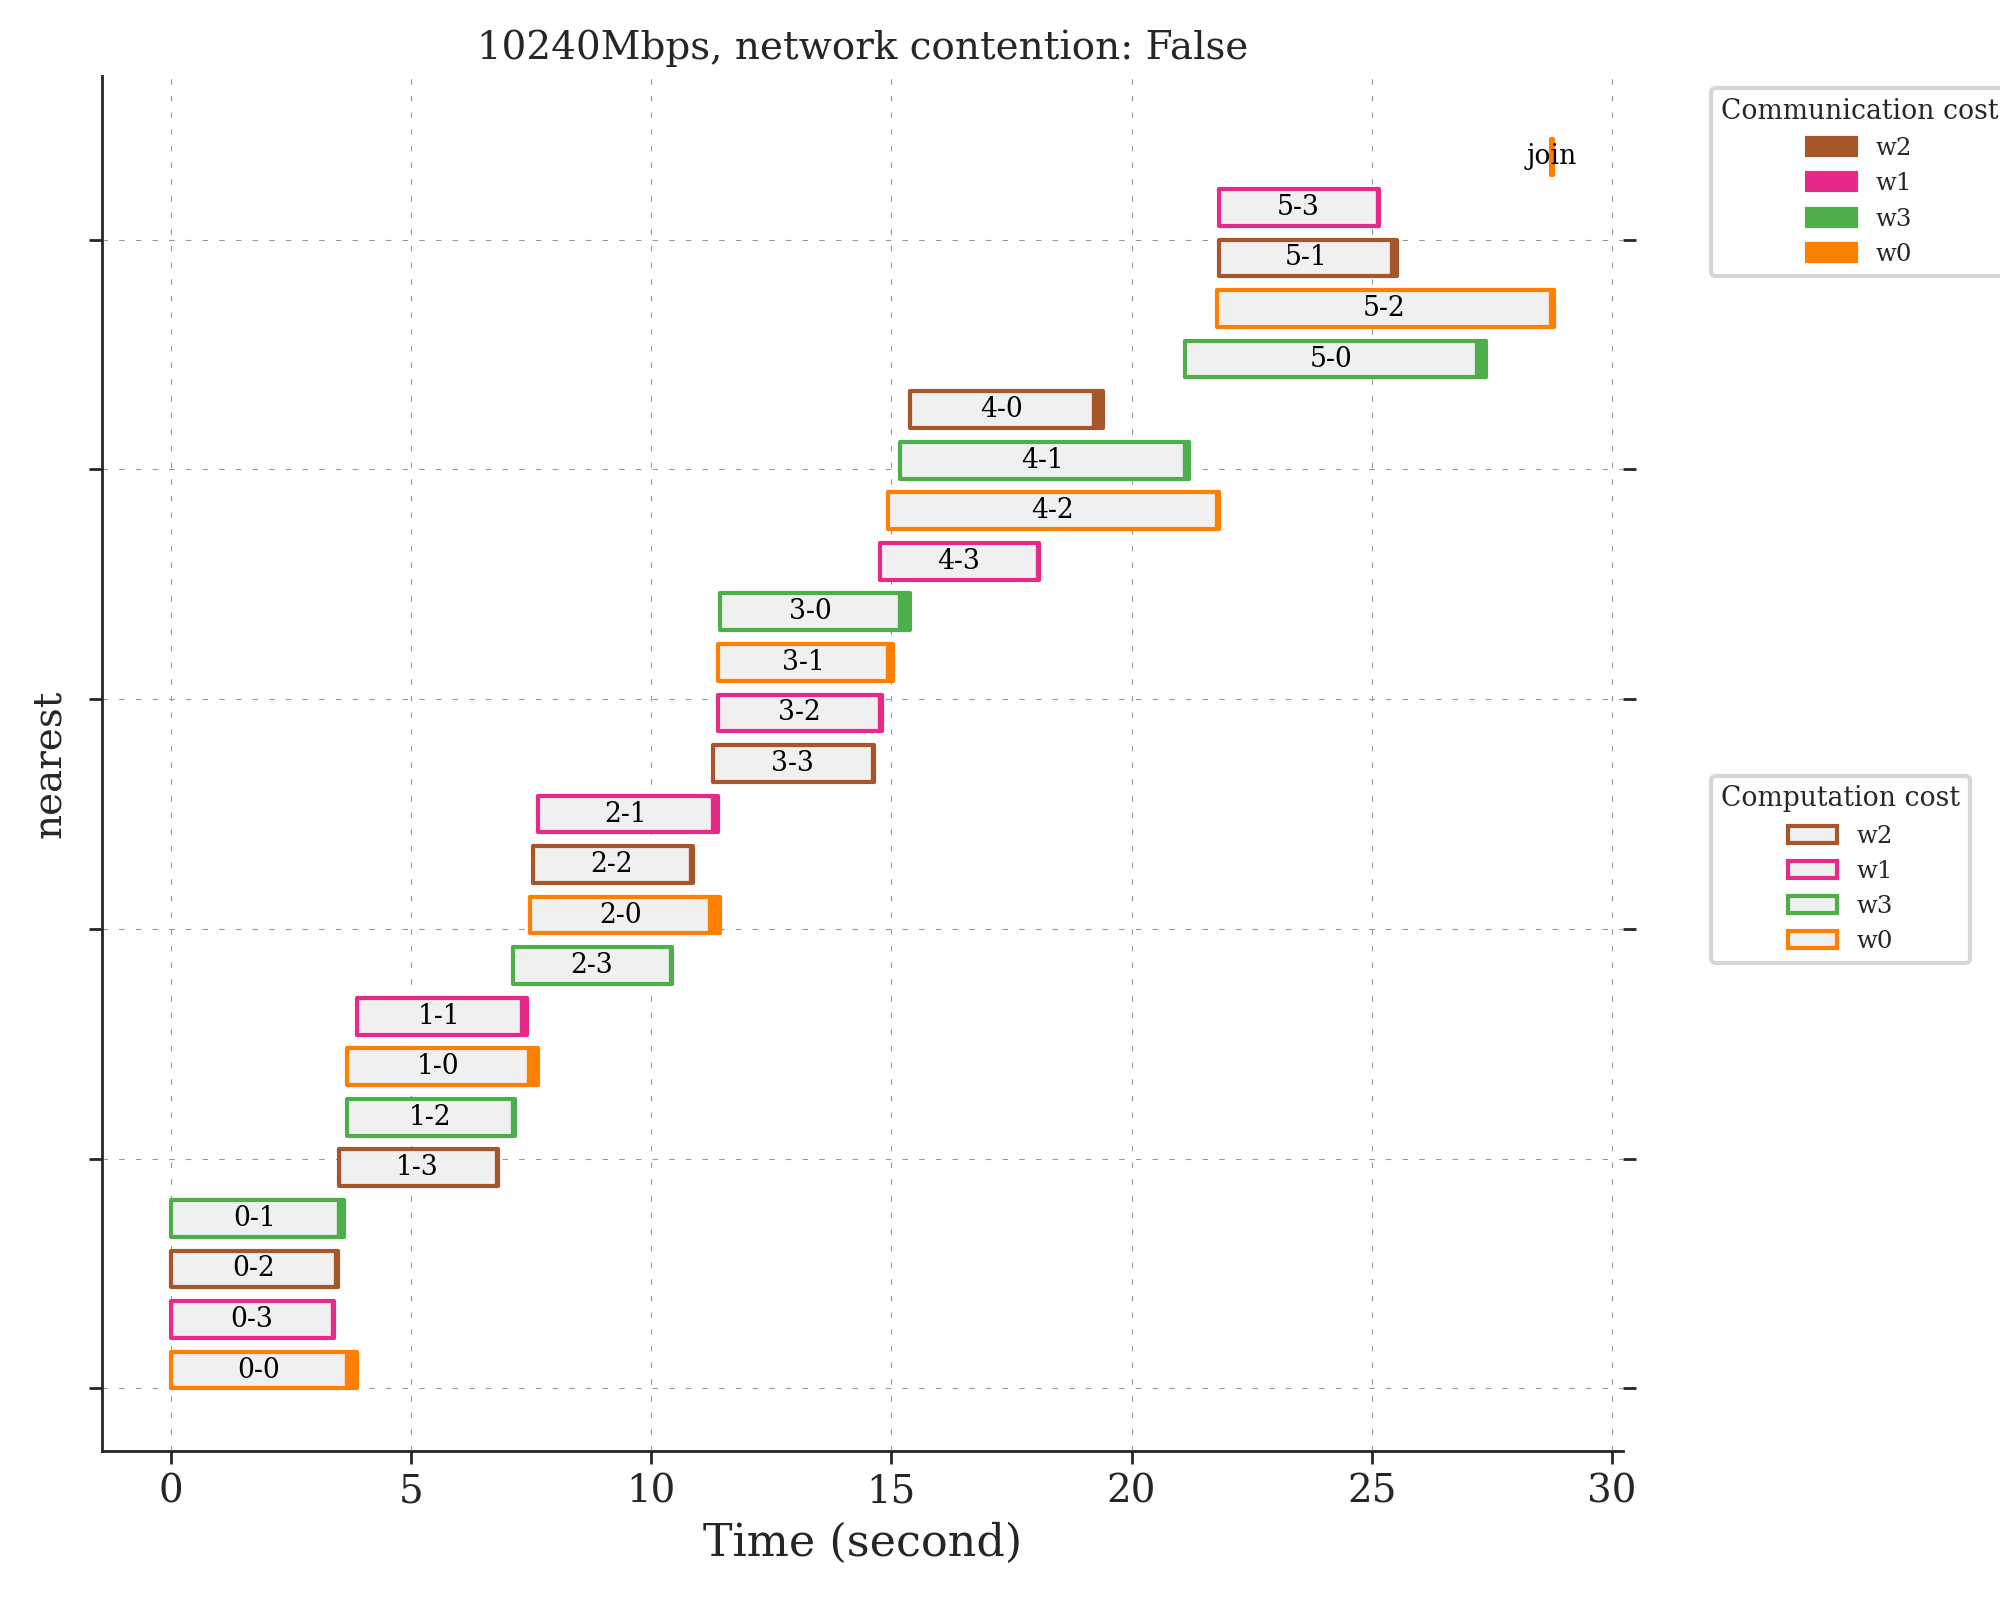 10240Mbps, network contention: False
Communication cost
w2
w1
w3
w0
join
5-3
5-1
5-2
5-0
4-0
4-1
4-2
4-3
3-0
3-1
3-2
3-3
2-1
2-2
2-0
2-3
1-1
1-0
1-2
1-3
0-1
0-2
0-3
0-0
nearest
Computation cost
w2
w1
w3
w0
0 5 10 15 20 25 30
Time (second)